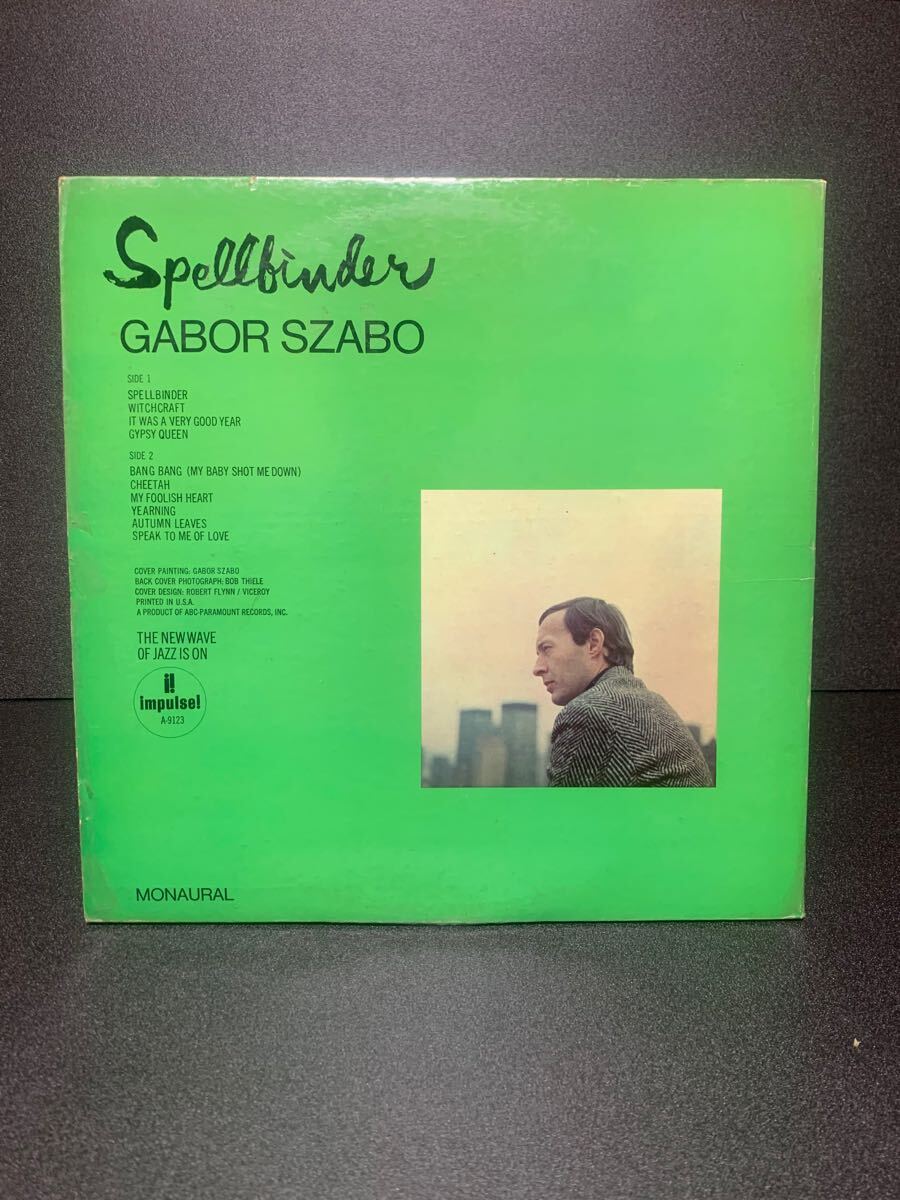 Spellbinder
GABOR SZABO
SIDE 1
SPELLBINDER
WITCHCRAFT
IT WAS A VERY GOOD YEAR
GYPSY QUEEN
SIDE 2
BANG BANG (MY BABY SHOT ME DOWN)
CHEETAH
MY FOOLISH HEART
YEARNING
AUTUMN LEAVES
SPEAK TO ME OF LOVE
COVER PAINTING: GABOR SZABO
BACK COVER PHOTOGRAPH: BOB THIELE
COVER DESIGN: ROBERT FLYNN / VICEROY
PRINTED IN U.S.A.
A PRODUCT OF ABC-PARAMOUNT RECORDS, INC.
THE NEW WAVE
OF JAZZ IS ON
i!
impulse!
A-9123
MONAURAL